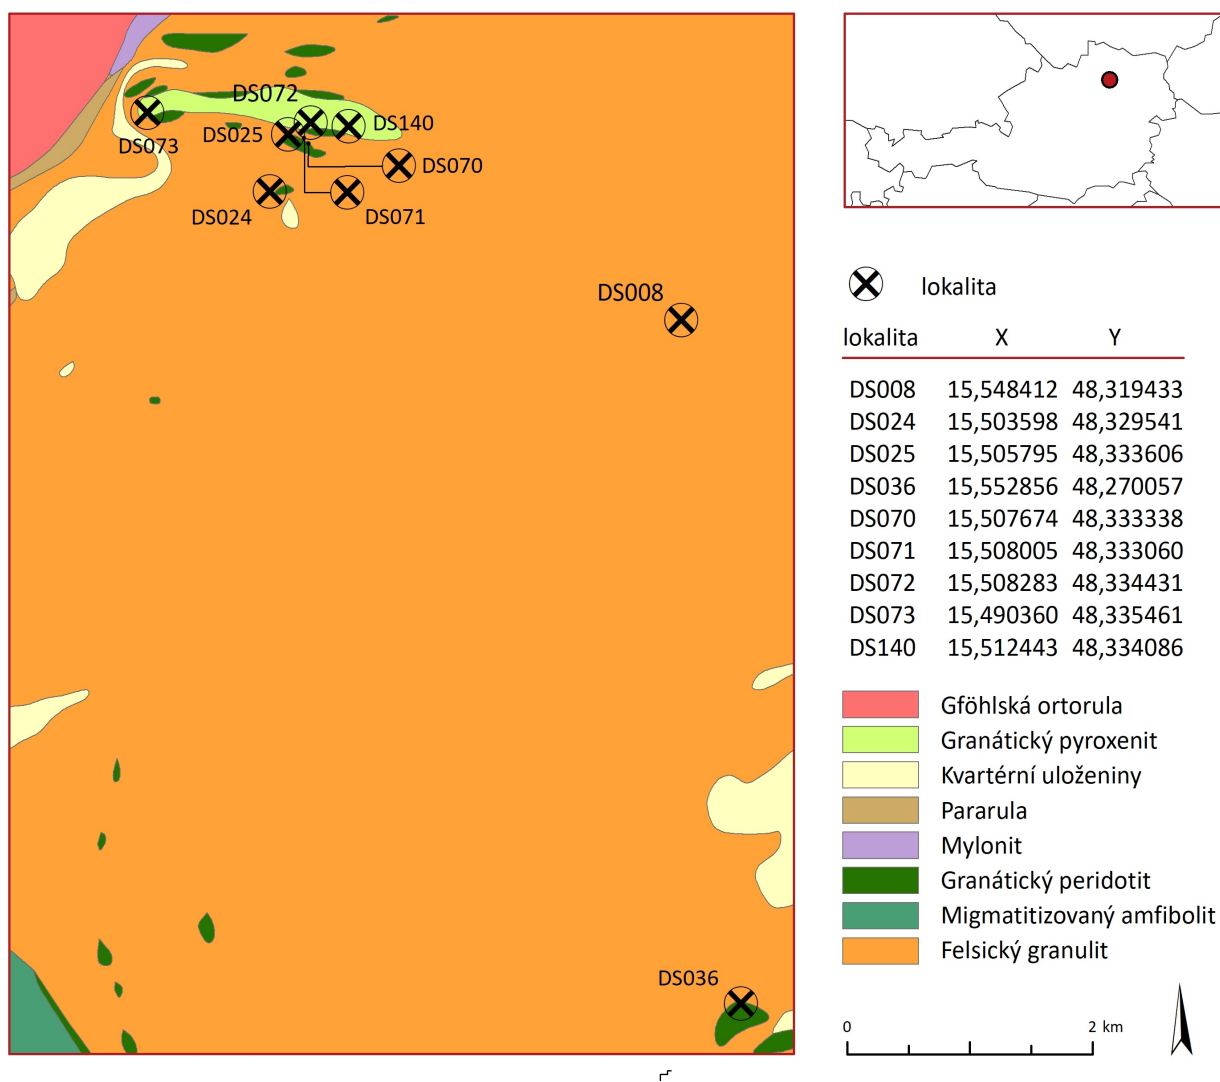 DS072
DS140
DS025
DS073
DS070
DS024
DS071
DS008
DS036
lokalita
lokalita X Y
DS008 15,548412 48,319433
DS024 15,503598 48,329541
DS025 15,505795 48,333606
DS036 15,552856 48,270057
DS070 15,507674 48,333338
DS071 15,508005 48,333060
DS072 15,508283 48,334431
DS073 15,490360 48,335461
DS140 15,512443 48,334086
Gföhlská ortorula
Granátický pyroxenit
Kvartérní uloženiny
Pararula
Mylonit
Granátický peridotit
Migmatitizovaný amfibolit
Felsický granulit
0 2 km